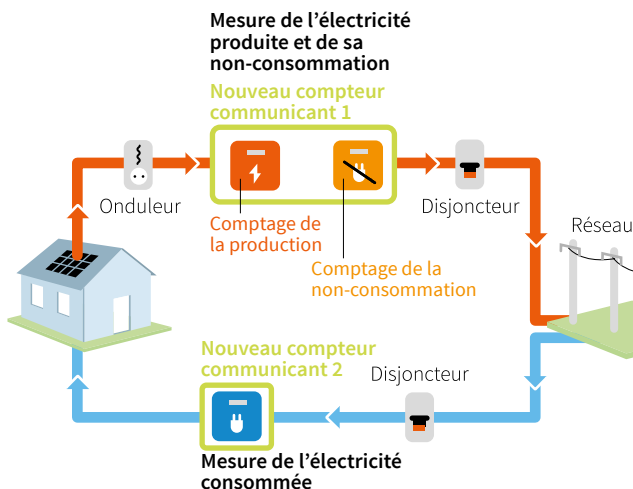 Mesure de l’électricité
produite et de sa
non-consommation
Nouveau compteur
communicant 1
Onduleur
Disjoncteur
Réseau
Comptage de
la production
Comptage de la
non-consommation
Nouveau compteur
communicant 2
Disjoncteur
Mesure de l’électricité
consommée